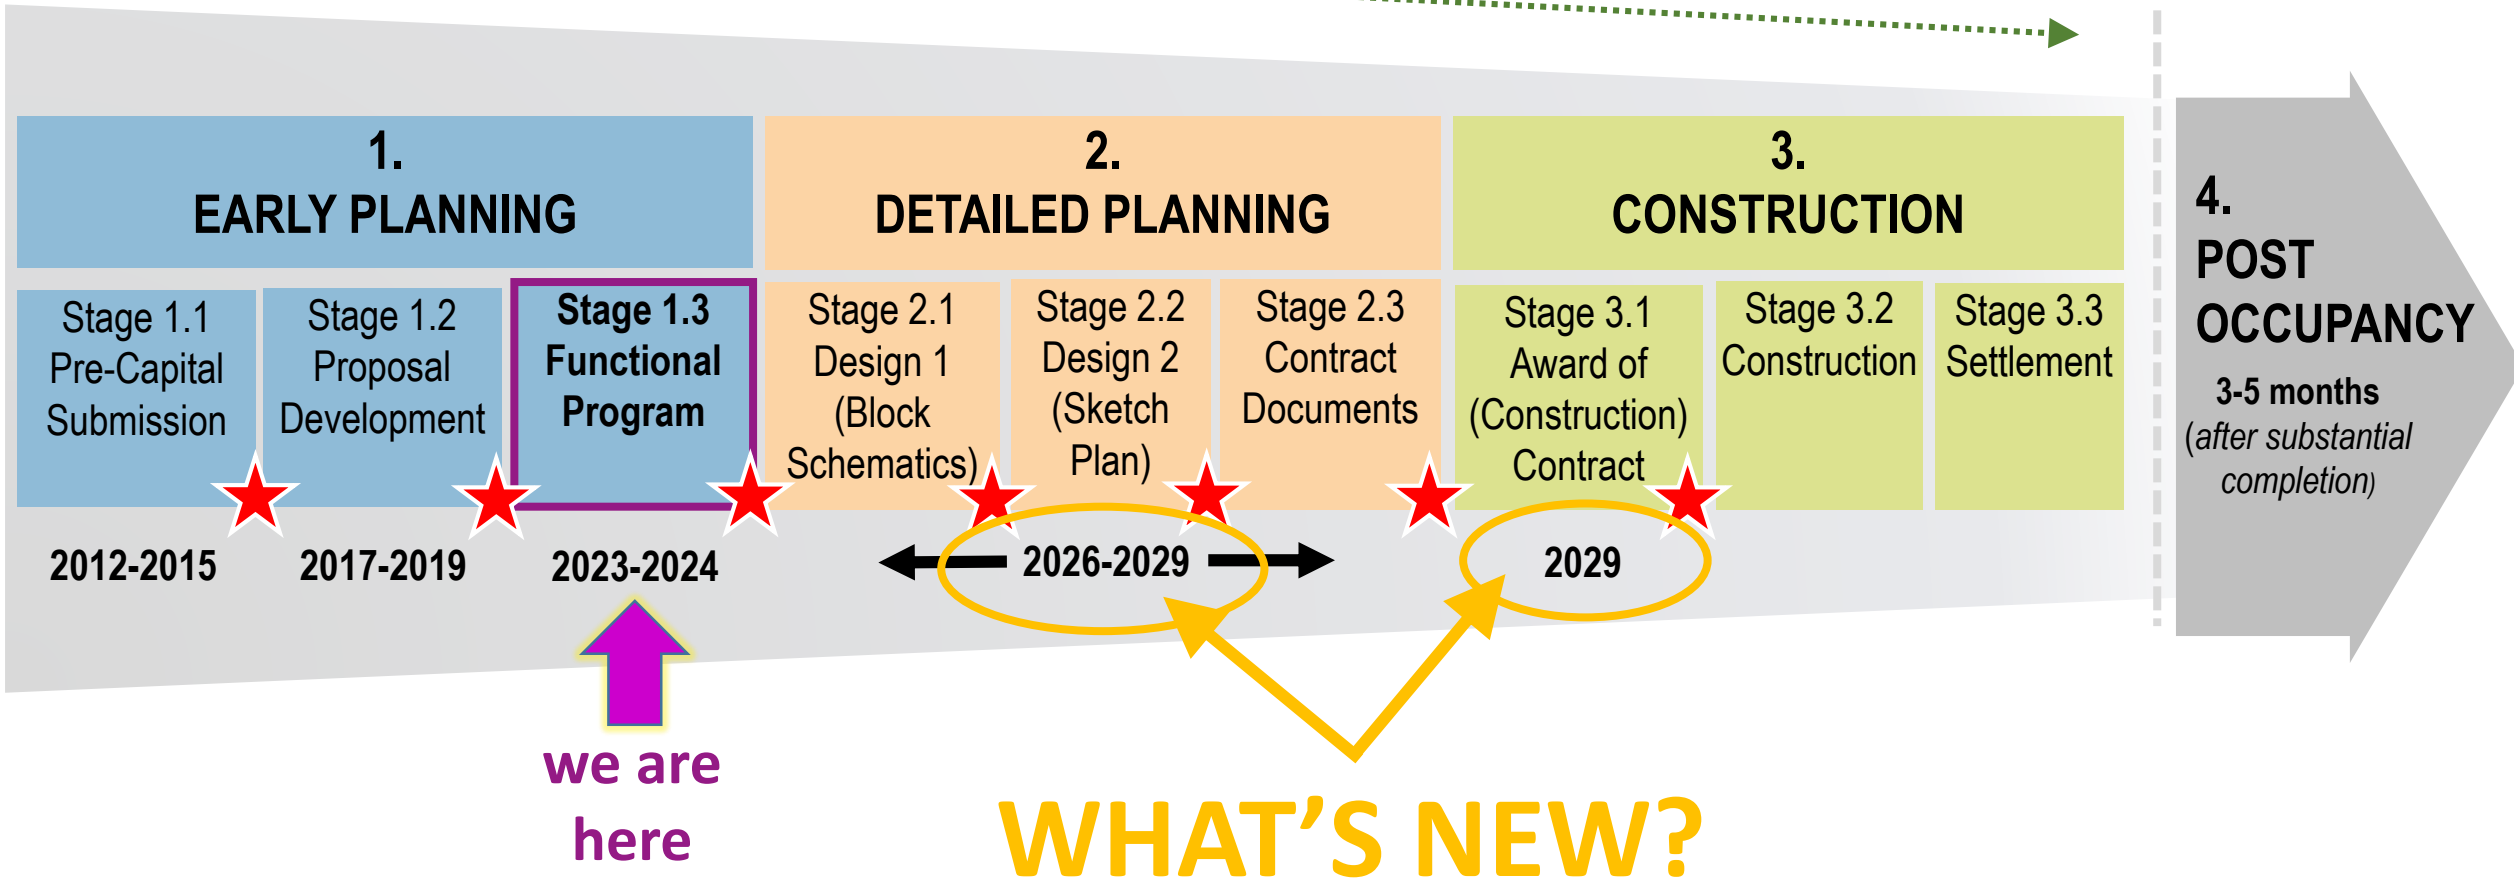 1.
EARLY PLANNING
2.
DETAILED PLANNING
3.
CONSTRUCTION
4.
POST
OCCUPANCY
3-5 months
(after substantial
completion)
Stage 1.1
Pre-Capital
Submission
Stage 1.2
Proposal
Development
Stage 1.3
Functional
Program
Stage 2.1
Design 1
(Block
Schematics)
Stage 2.2
Design 2
(Sketch
Plan)
Stage 2.3
Contract
Documents
Stage 3.1
Award of
(Construction)
Contract
Stage 3.2
Construction
Stage 3.3
Settlement
2012-2015
2017-2019
2023-2024
2026-2029
2029
we are
here
WHAT’S NEW?